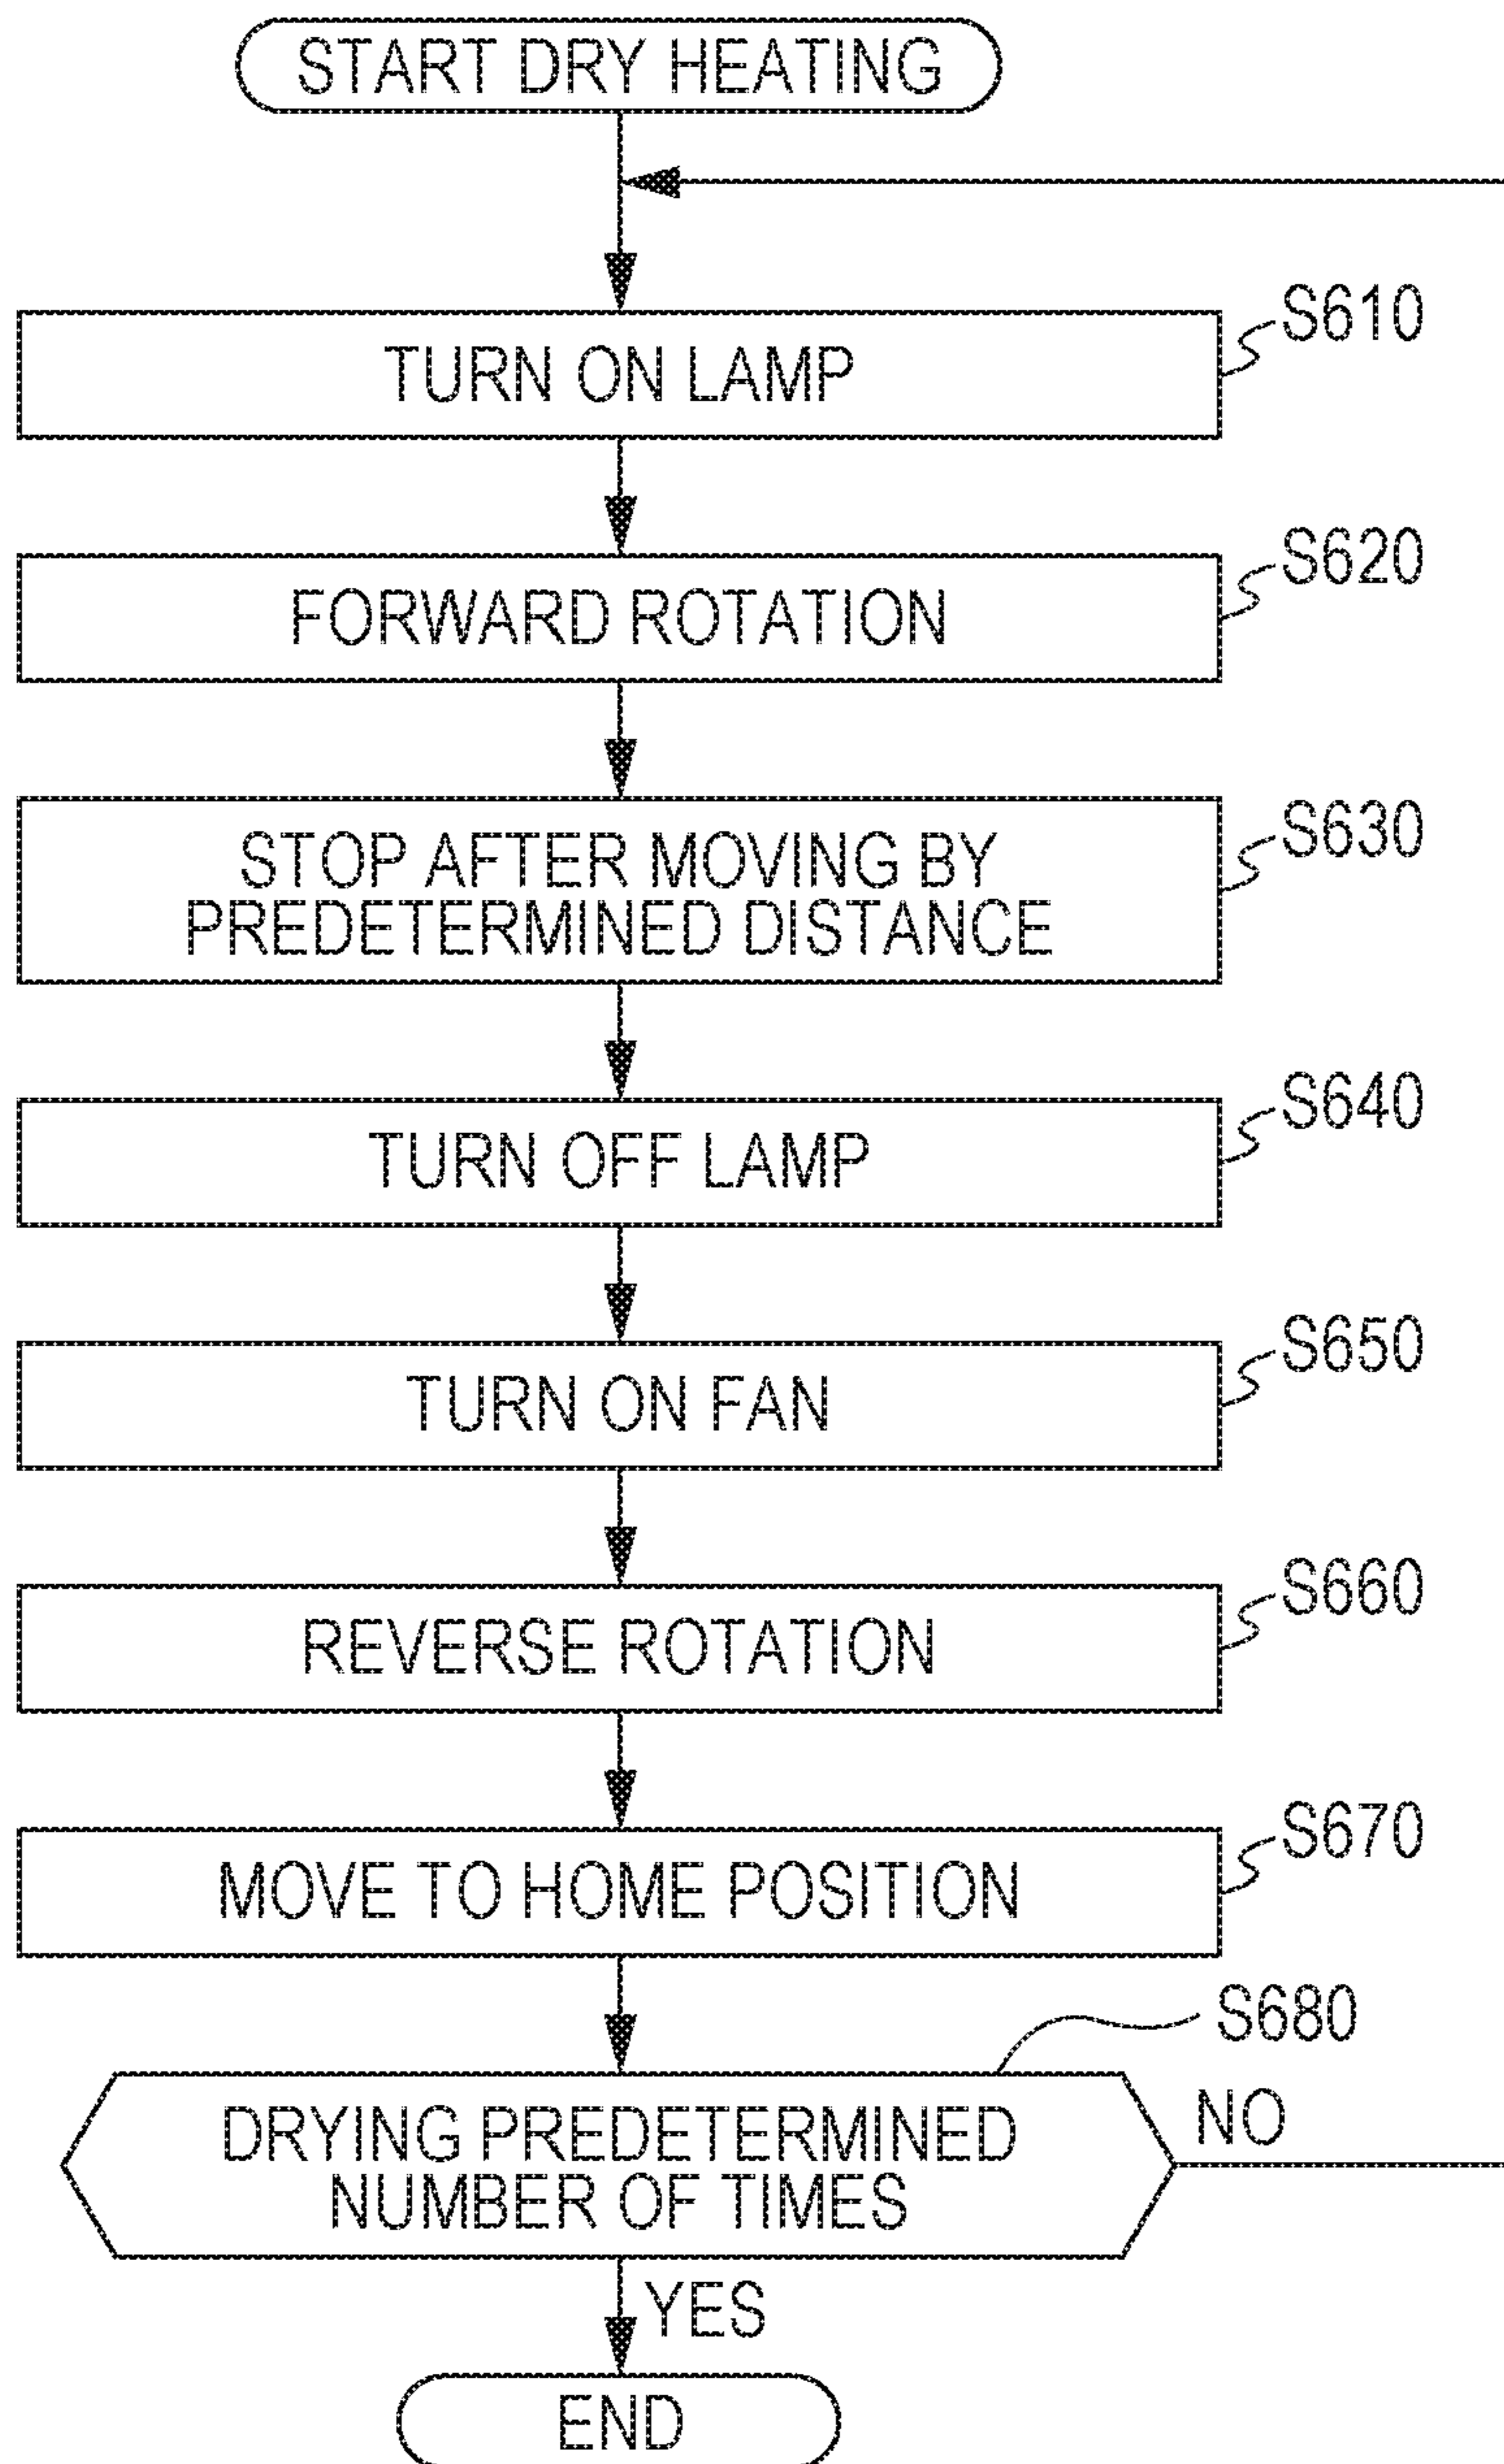 START DRY HEATING
S610
TURN ON LAMP
S620
FORWARD ROTATION
S630
STOP AFTER MOVING BY
PREDETERMINED DISTANCE
S640
TURN OFF LAMP
S650
TURN ON FAN
S660
REVERSE ROTATION
S670
MOVE TO HOME POSITION
S680
DRYING PREDETERMINED
NUMBER OF TIMES
NO
YES
END